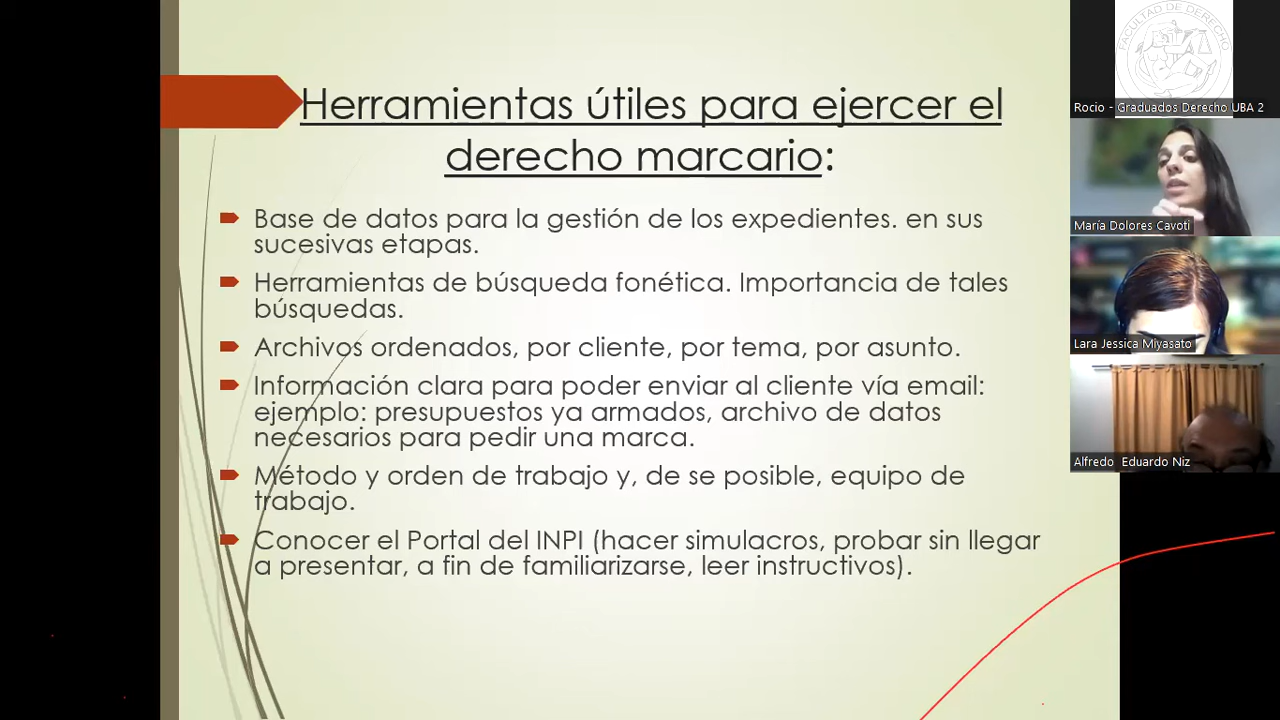 Herramientas útiles para ejercer el
derecho marcario:
Base de datos para la gestión de los expedientes. en sus
sucesivas etapas.
Herramientas de búsqueda fonética. Importancia de tales
búsquedas.
Archivos ordenados, por cliente, por tema, por asunto.
Información clara para poder enviar al cliente vía email:
ejemplo: presupuestos ya armados, archivo de datos
necesarios para pedir una marca.
Método y orden de trabajo y, de se posible, equipo de
trabajo.
Conocer el Portal del INPI (hacer simulacros, probar sin llegar
a presentar, a fin de familiarizarse, leer instructivos).
FACULTAD DE DERECHO
Rocio - Graduados Derecho UBA 2
María Dolores Cavoti
Lara Jessica Miyasato
Alfredo Eduardo Niz